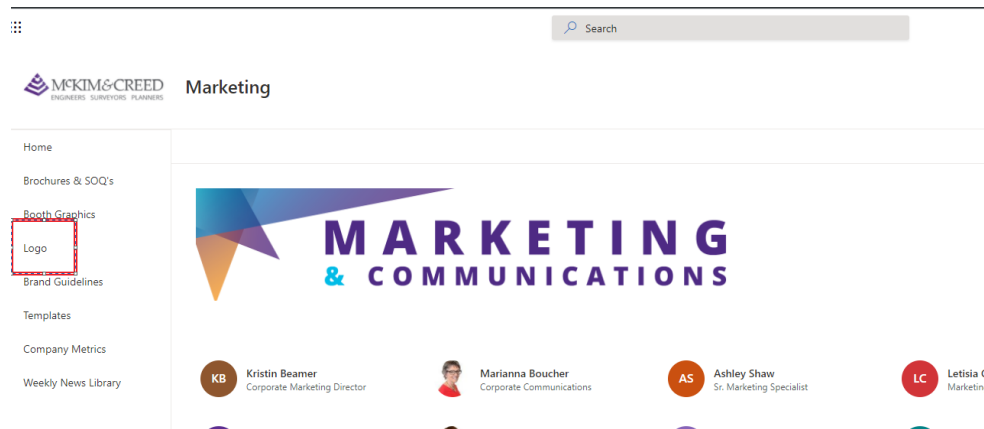 Search
McKIM&CREED
ENGINEERS SURVEYORS PLANNERS
Marketing
Home
Brochures & SOQ's
Booth Graphics
Logo
Brand Guidelines
Templates
Company Metrics
Weekly News Library
MARKETING
& COMMUNICATIONS
KB
Kristin Beamer
Corporate Marketing Director
Marianna Boucher
Corporate Communications
AS
Ashley Shaw
Sr. Marketing Specialist
LC
Letisia
Marketin